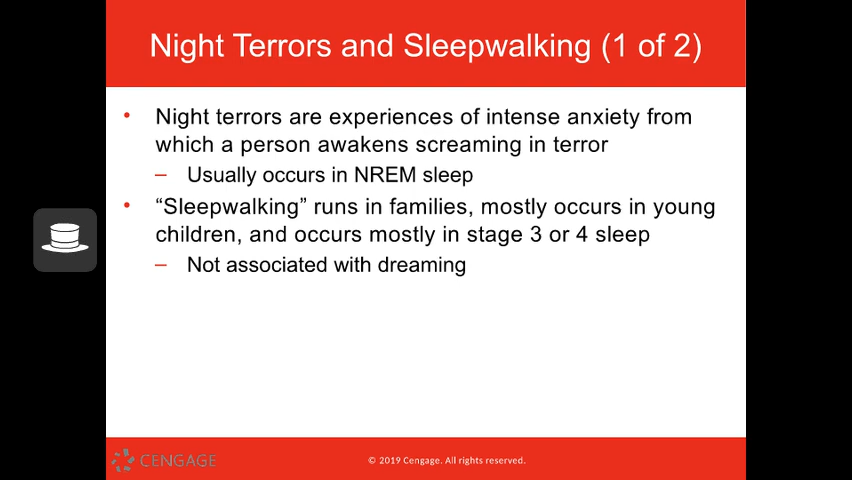 Night Terrors and Sleepwalking (1 of 2)
• Night terrors are experiences of intense anxiety from
which a person awakens screaming in terror
– Usually occurs in NREM sleep
• “Sleepwalking” runs in families, mostly occurs in young
children, and occurs mostly in stage 3 or 4 sleep
– Not associated with dreaming
CENGAGE
© 2019 Cengage. All rights reserved.